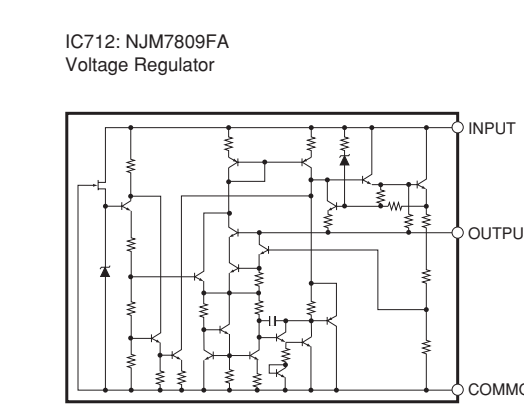 IC712: NJM7809FA
Voltage Regulator
INPUT
OUTPU
COMMO